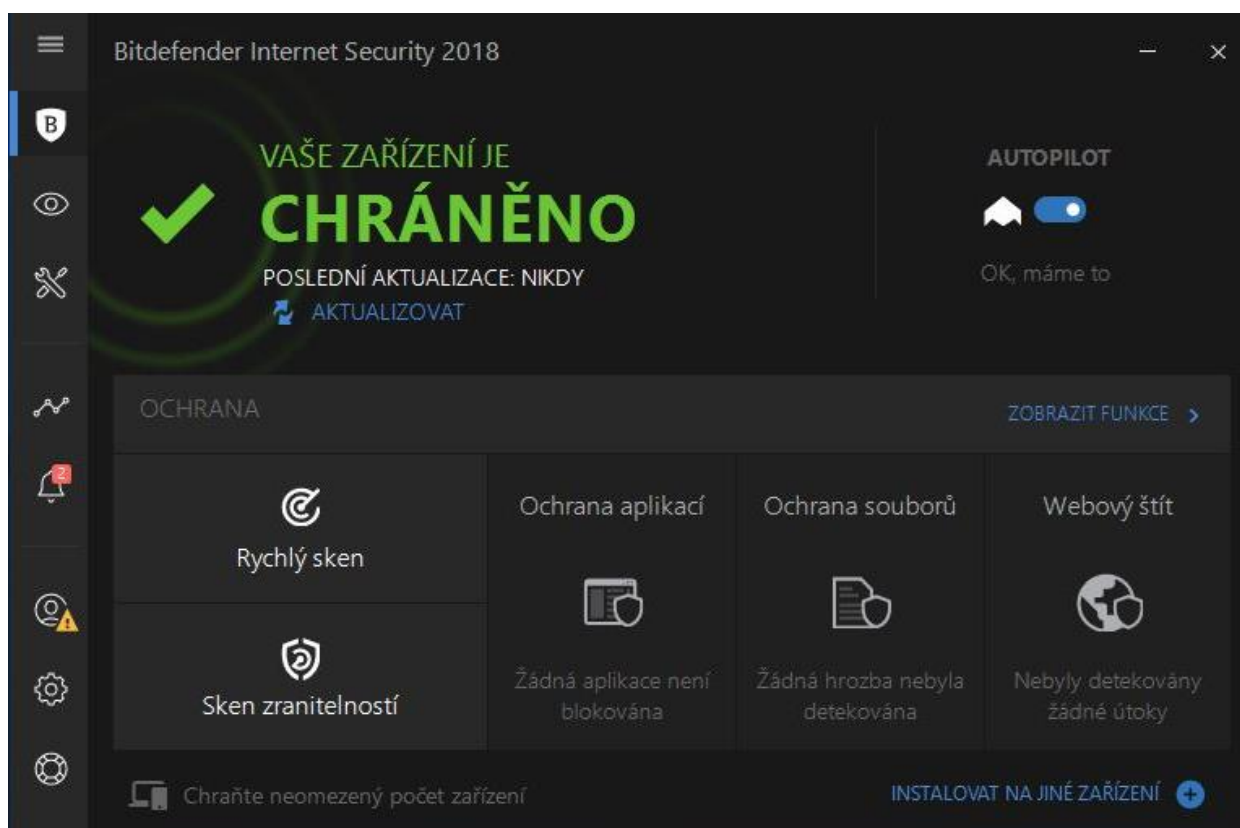 Bitdefender Internet Security 2018
B
VAŠE ZAŘÍZENÍ JE
CHRÁNĚNO
POSLEDNÍ AKTUALIZACE: NIKDY
AKTUALIZOVAT
AUTOPILOT
OK, máme to
OCHRANA
ZOBRAZIT FUNKCE
2
Rychlý sken
Sken zranitelností
Ochrana aplikací
Žádná aplikace není
blokována
Ochrana souborů
Žádná hrozba nebyla
detekována
Webový štít
Nebyly detekovány
žádné útoky
Chraňte neomezený počet zařízení
INSTALOVAT NA JINÉ ZAŘÍZENÍ